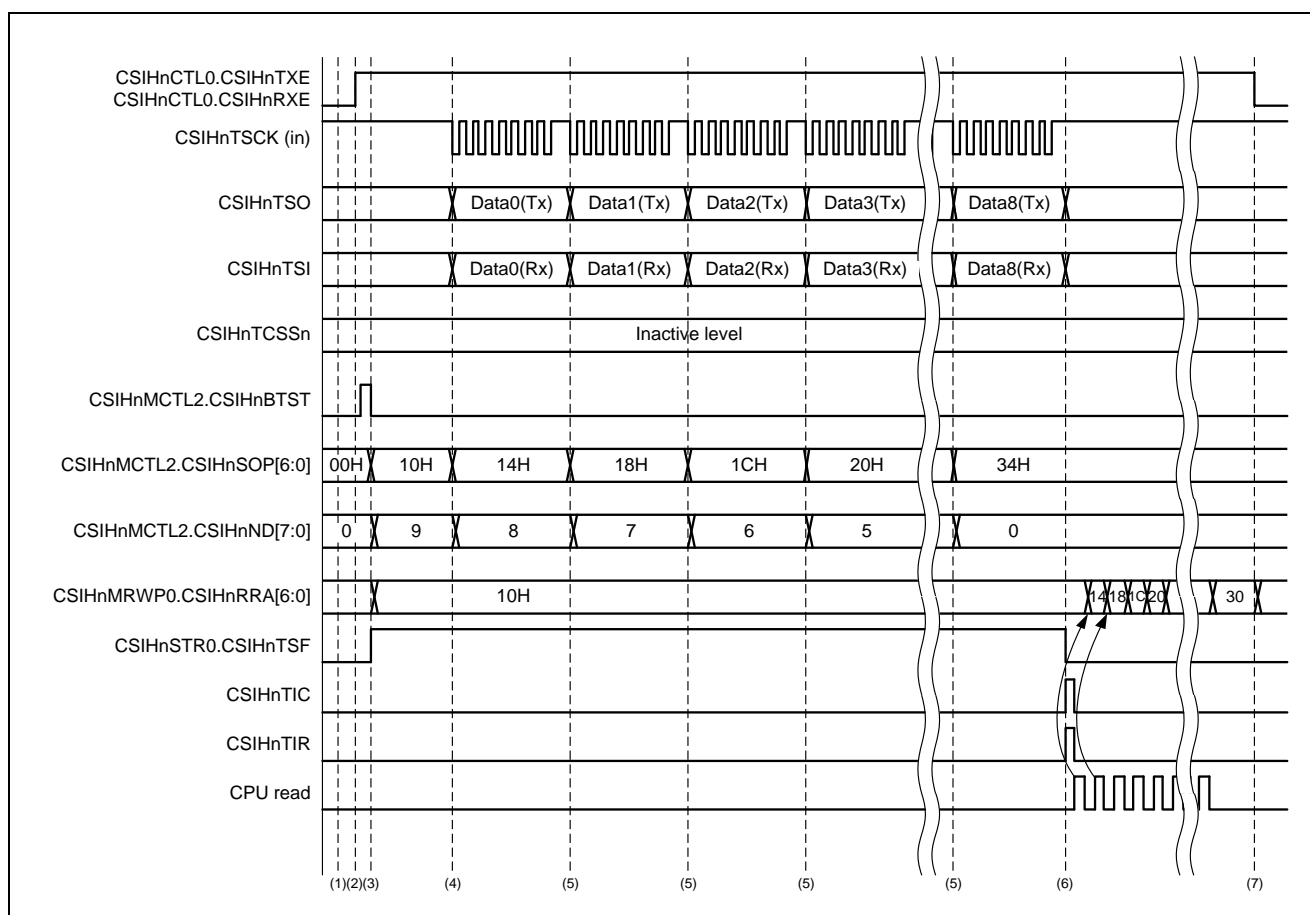 CSIHnCTL0.CSIHnTXE
CSIHnCTL0.CSIHnRXE
CSIHnTSCK (in)
CSIHnTSO Data0(Tx) Data1(Tx) Data2(Tx) Data3(Tx) Data8(Tx)
CSIHnTSI Data0(Rx) Data1(Rx) Data2(Rx) Data3(Rx) Data8(Rx)
CSIHnTCSSn Inactive level
CSIHnMCTL2.CSIHnBTST
CSIHnMCTL2.CSIHnSOP[6:0] 00H 10H 14H 18H 1CH 20H 34H
CSIHnMCTL2.CSIHnND[7:0] 0 9 8 7 6 5 0
CSIHnMRWP0.CSIHnRRA[6:0] 10H 14 18 1C 20 30
CSIHnSTR0.CSIHnTSF
CSIHnTIC
CSIHnTIR
CPU read
(1) (2) (3) (4) (5) (5) (5) (5) (6) (7)